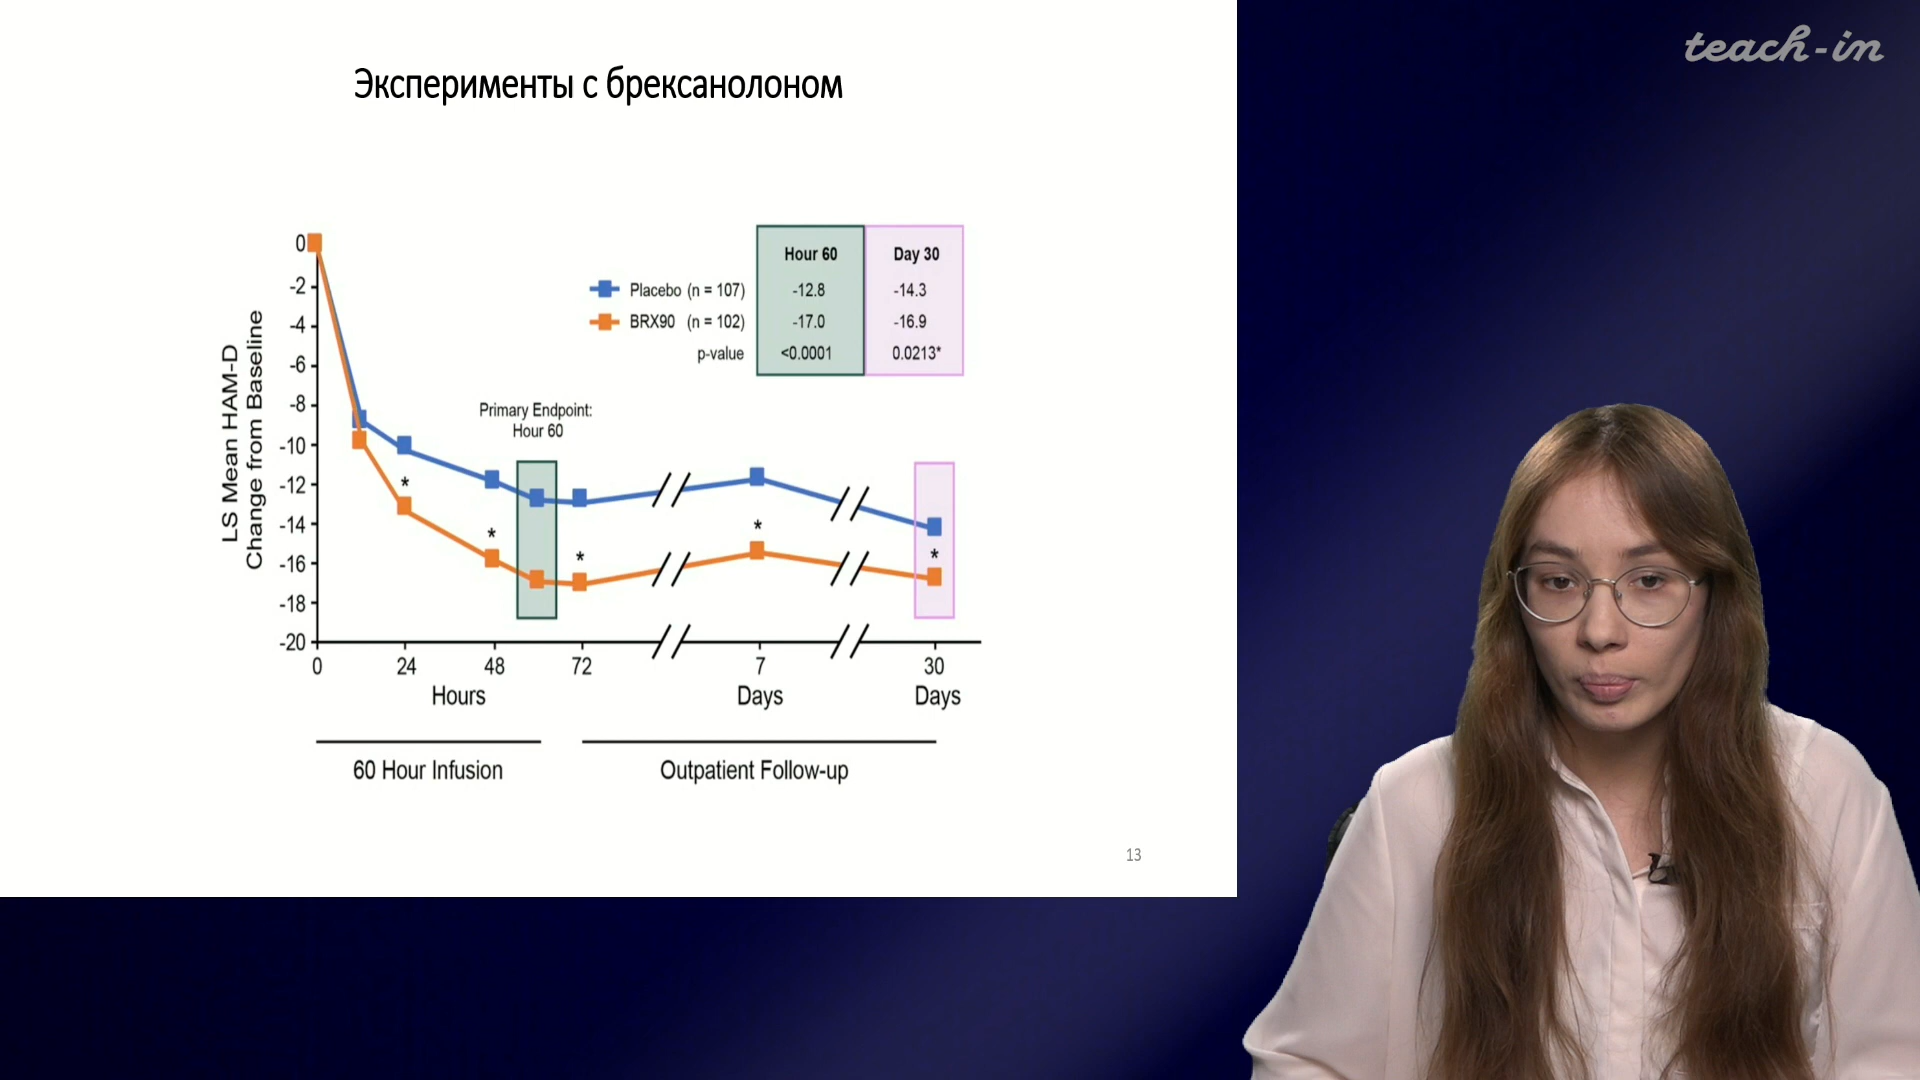 teach-in
Эксперименты с брексанолоном
Hour 60 Day 30
Placebo (n = 107) -12.8 -14.3
BRX90 (n = 102) -17.0 -16.9
p-value <0.0001 0.0213*
LS Mean HAM-D
Change from Baseline
0
-2
-4
-6
-8
-10
-12
-14
-16
-18
-20
Primary Endpoint:
Hour 60
* * * * *
0 24 48 72 7 30
Hours Days Days
60 Hour Infusion Outpatient Follow-up
13